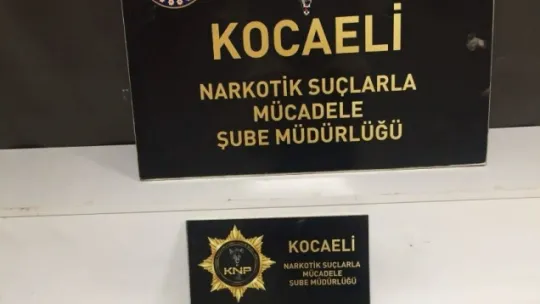 KOCAELİ
NARKOTİK SUÇLARLA
MÜCADELE
ŞUBE MÜDÜRLÜĞÜ
KNP
KOCAELİ
NARKOTİK SUÇLARLA
MÜCADELE
ŞUBE MÜDÜRLÜĞÜ